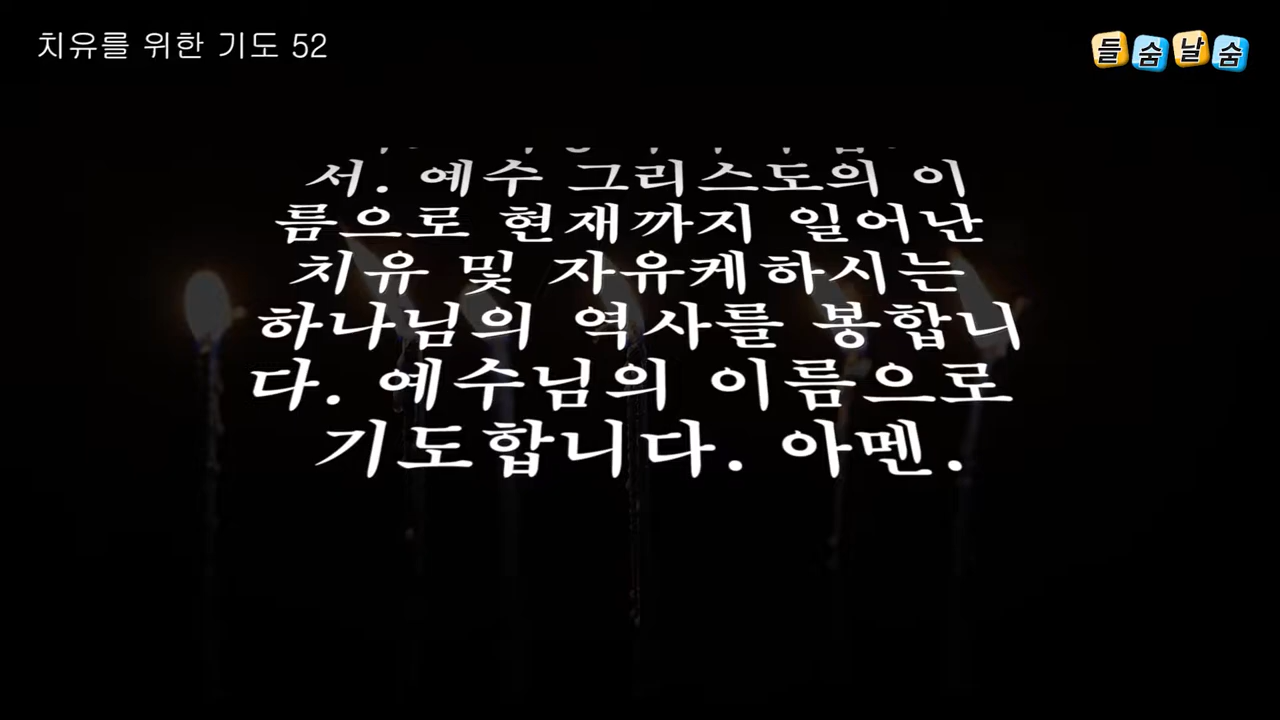 치유를 위한 기도 52
들숨날숨
서. 예수 그리스도의 이
름으로 현재까지 일어난
치유 및 자유케하시는
하나님의 역사를 봉합니
다. 예수님의 이름으로
기도합니다. 아멘.